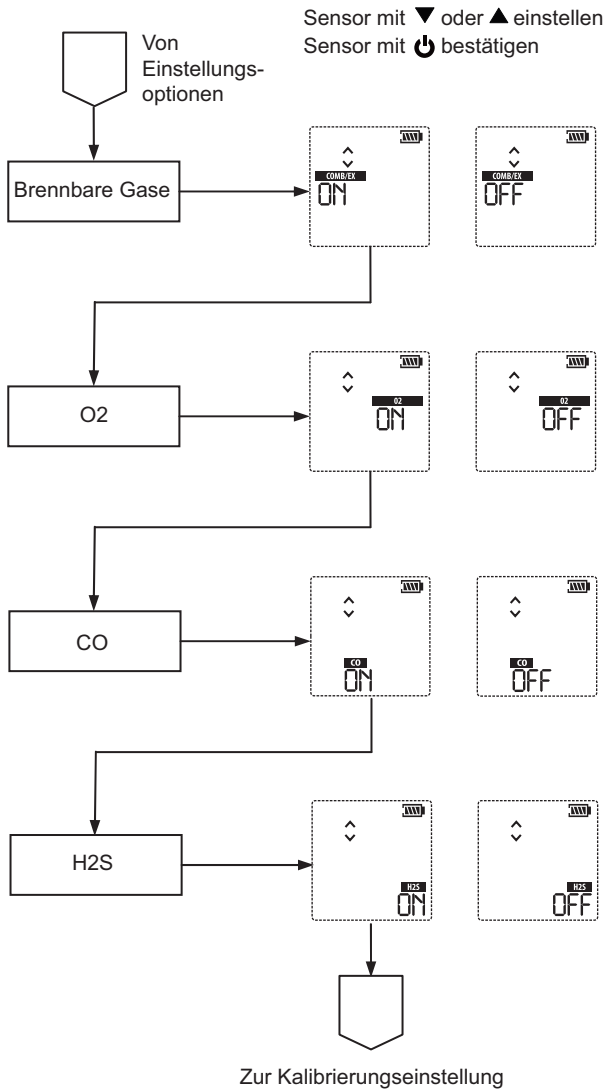 Sensor mit ▼ oder ▲ einstellen
Sensor mit ⏻ bestätigen
Von
Einstellungs-
optionen
Brennbare Gase
COMB/EX
ON
COMB/EX
OFF
O2
O2
ON
O2
OFF
CO
CO
ON
CO
OFF
H2S
H2S
ON
H2S
OFF
Zur Kalibrierungseinstellung